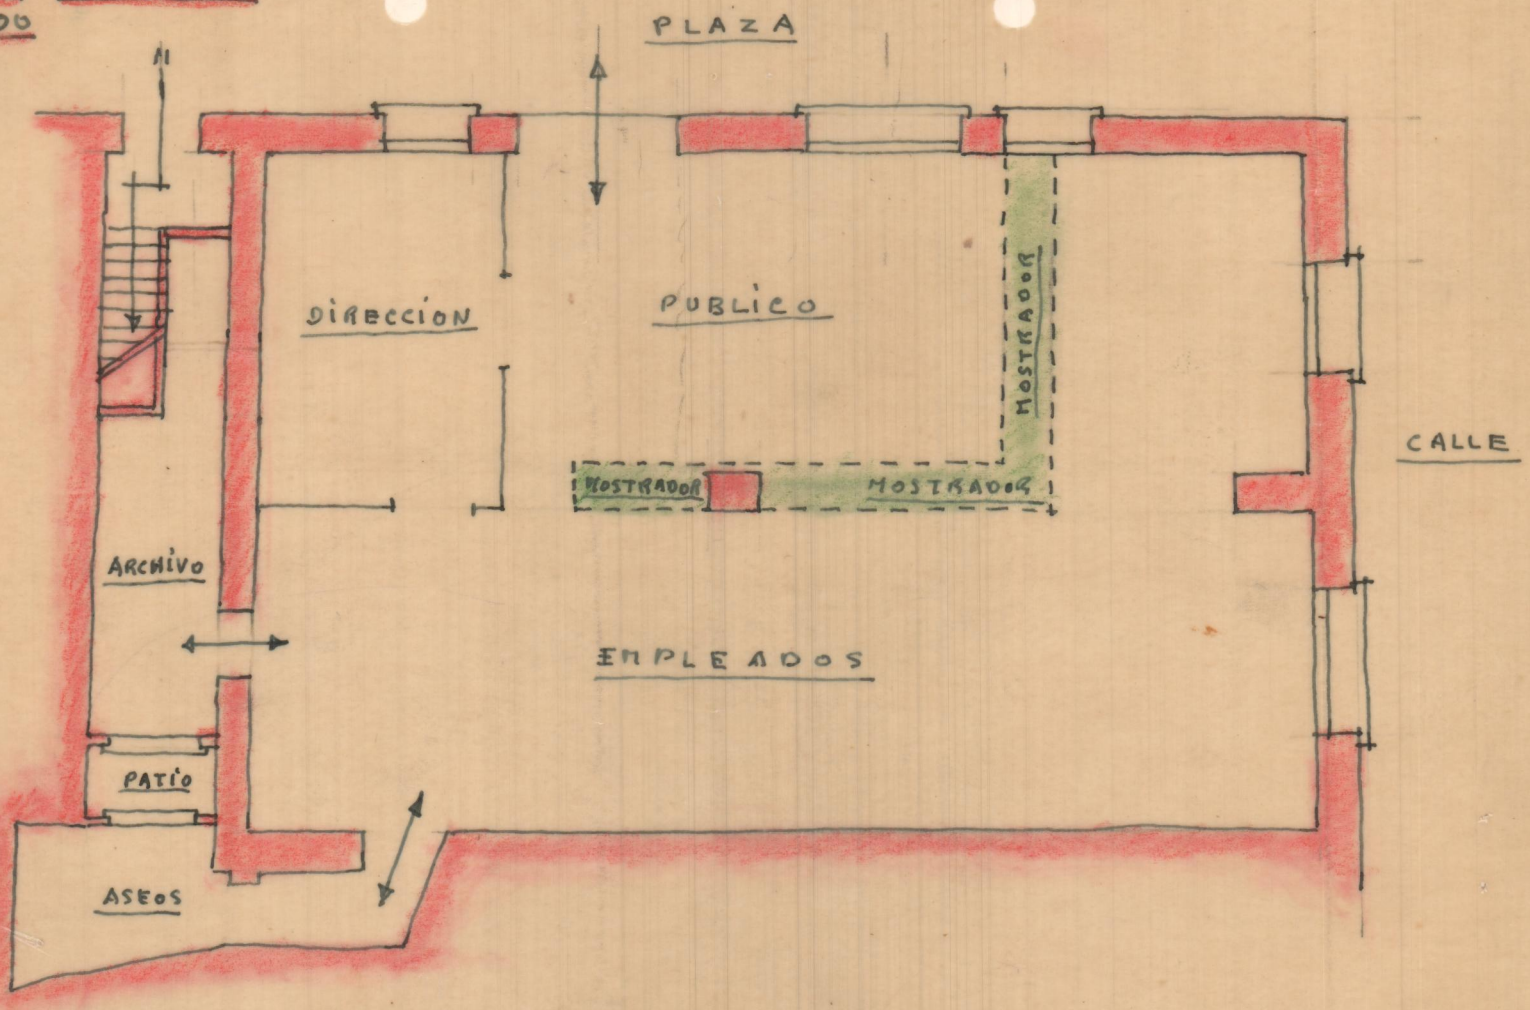 PLAZA
DiRECCiON
PUBLiCO
MOSTRADOR
CALLE
MOSTRADOR
MOSTRADOR
ARCHiVO
EMPLEADOS
PATiO
ASEOS